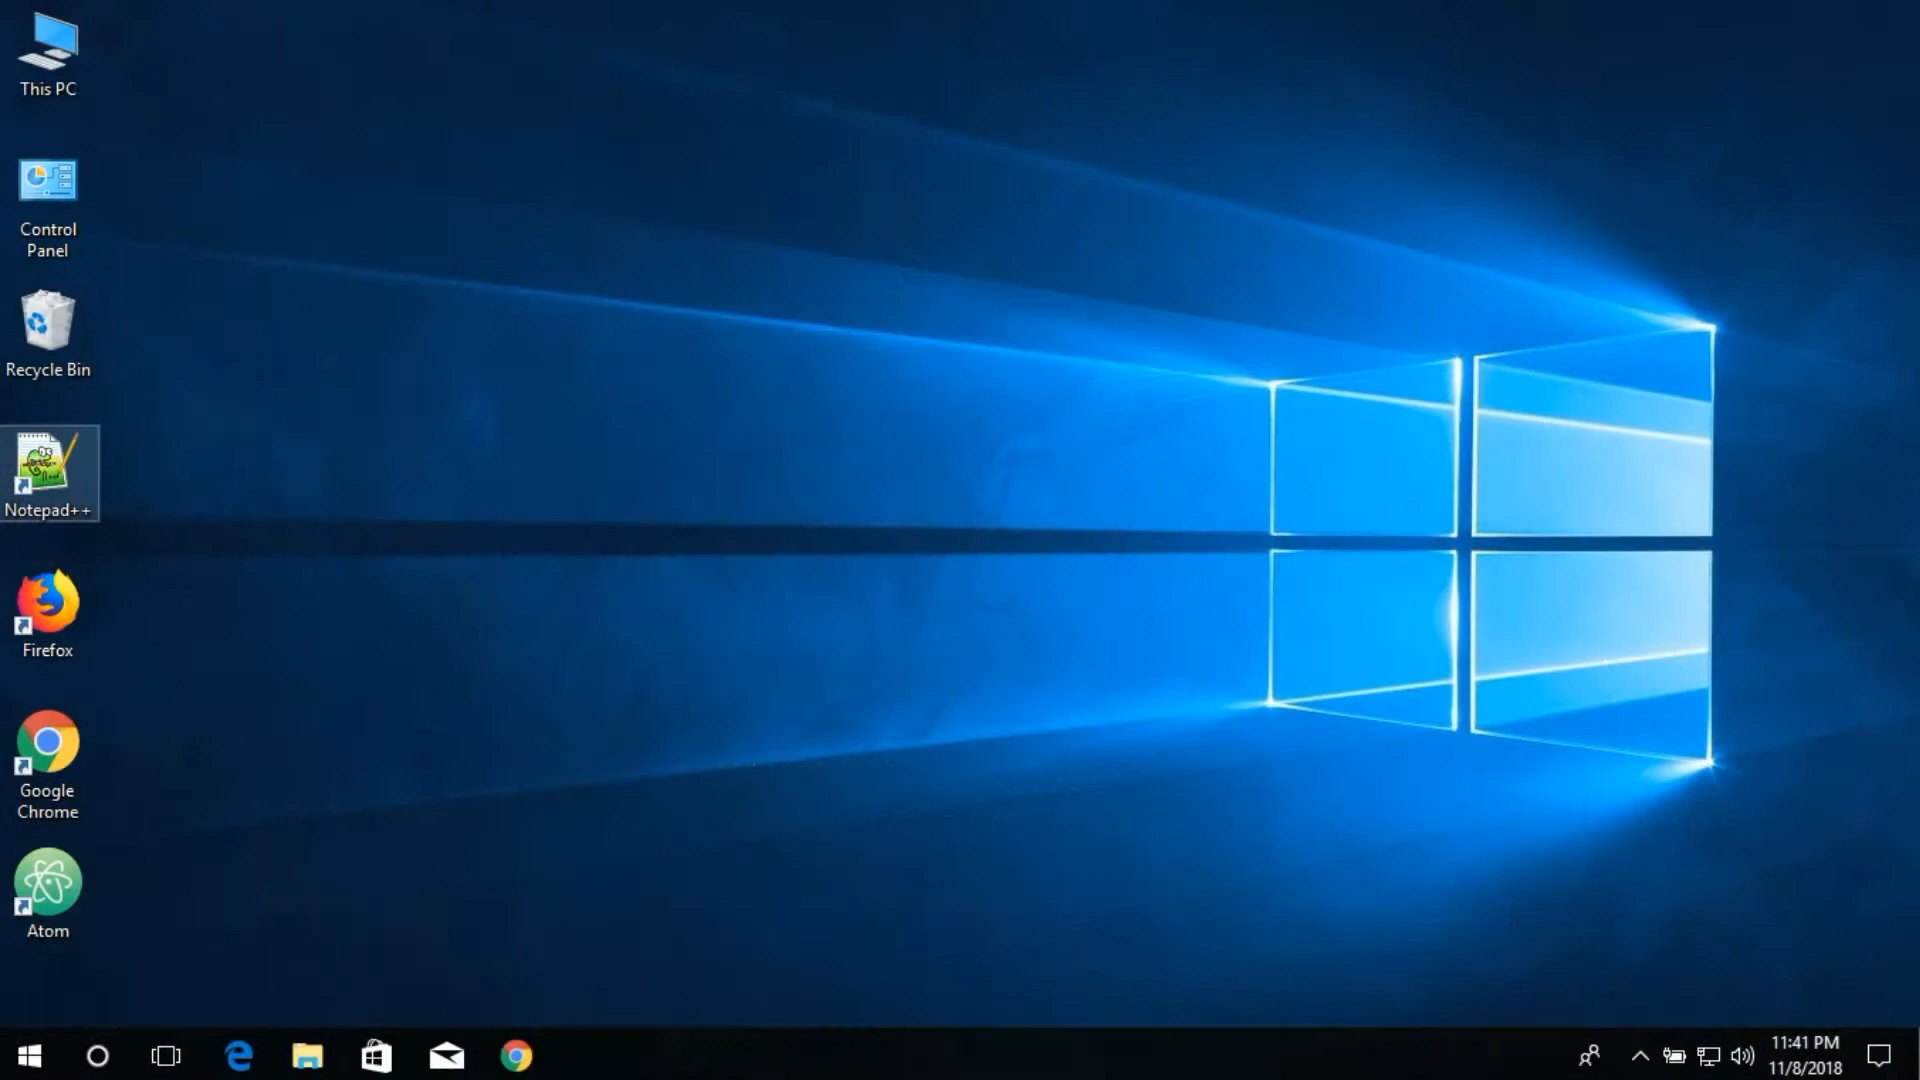 This PC
Control
Panel
Recycle Bin
Notepad++
Firefox
Google
Chrome
Atom
11:41 PM
11/8/2018